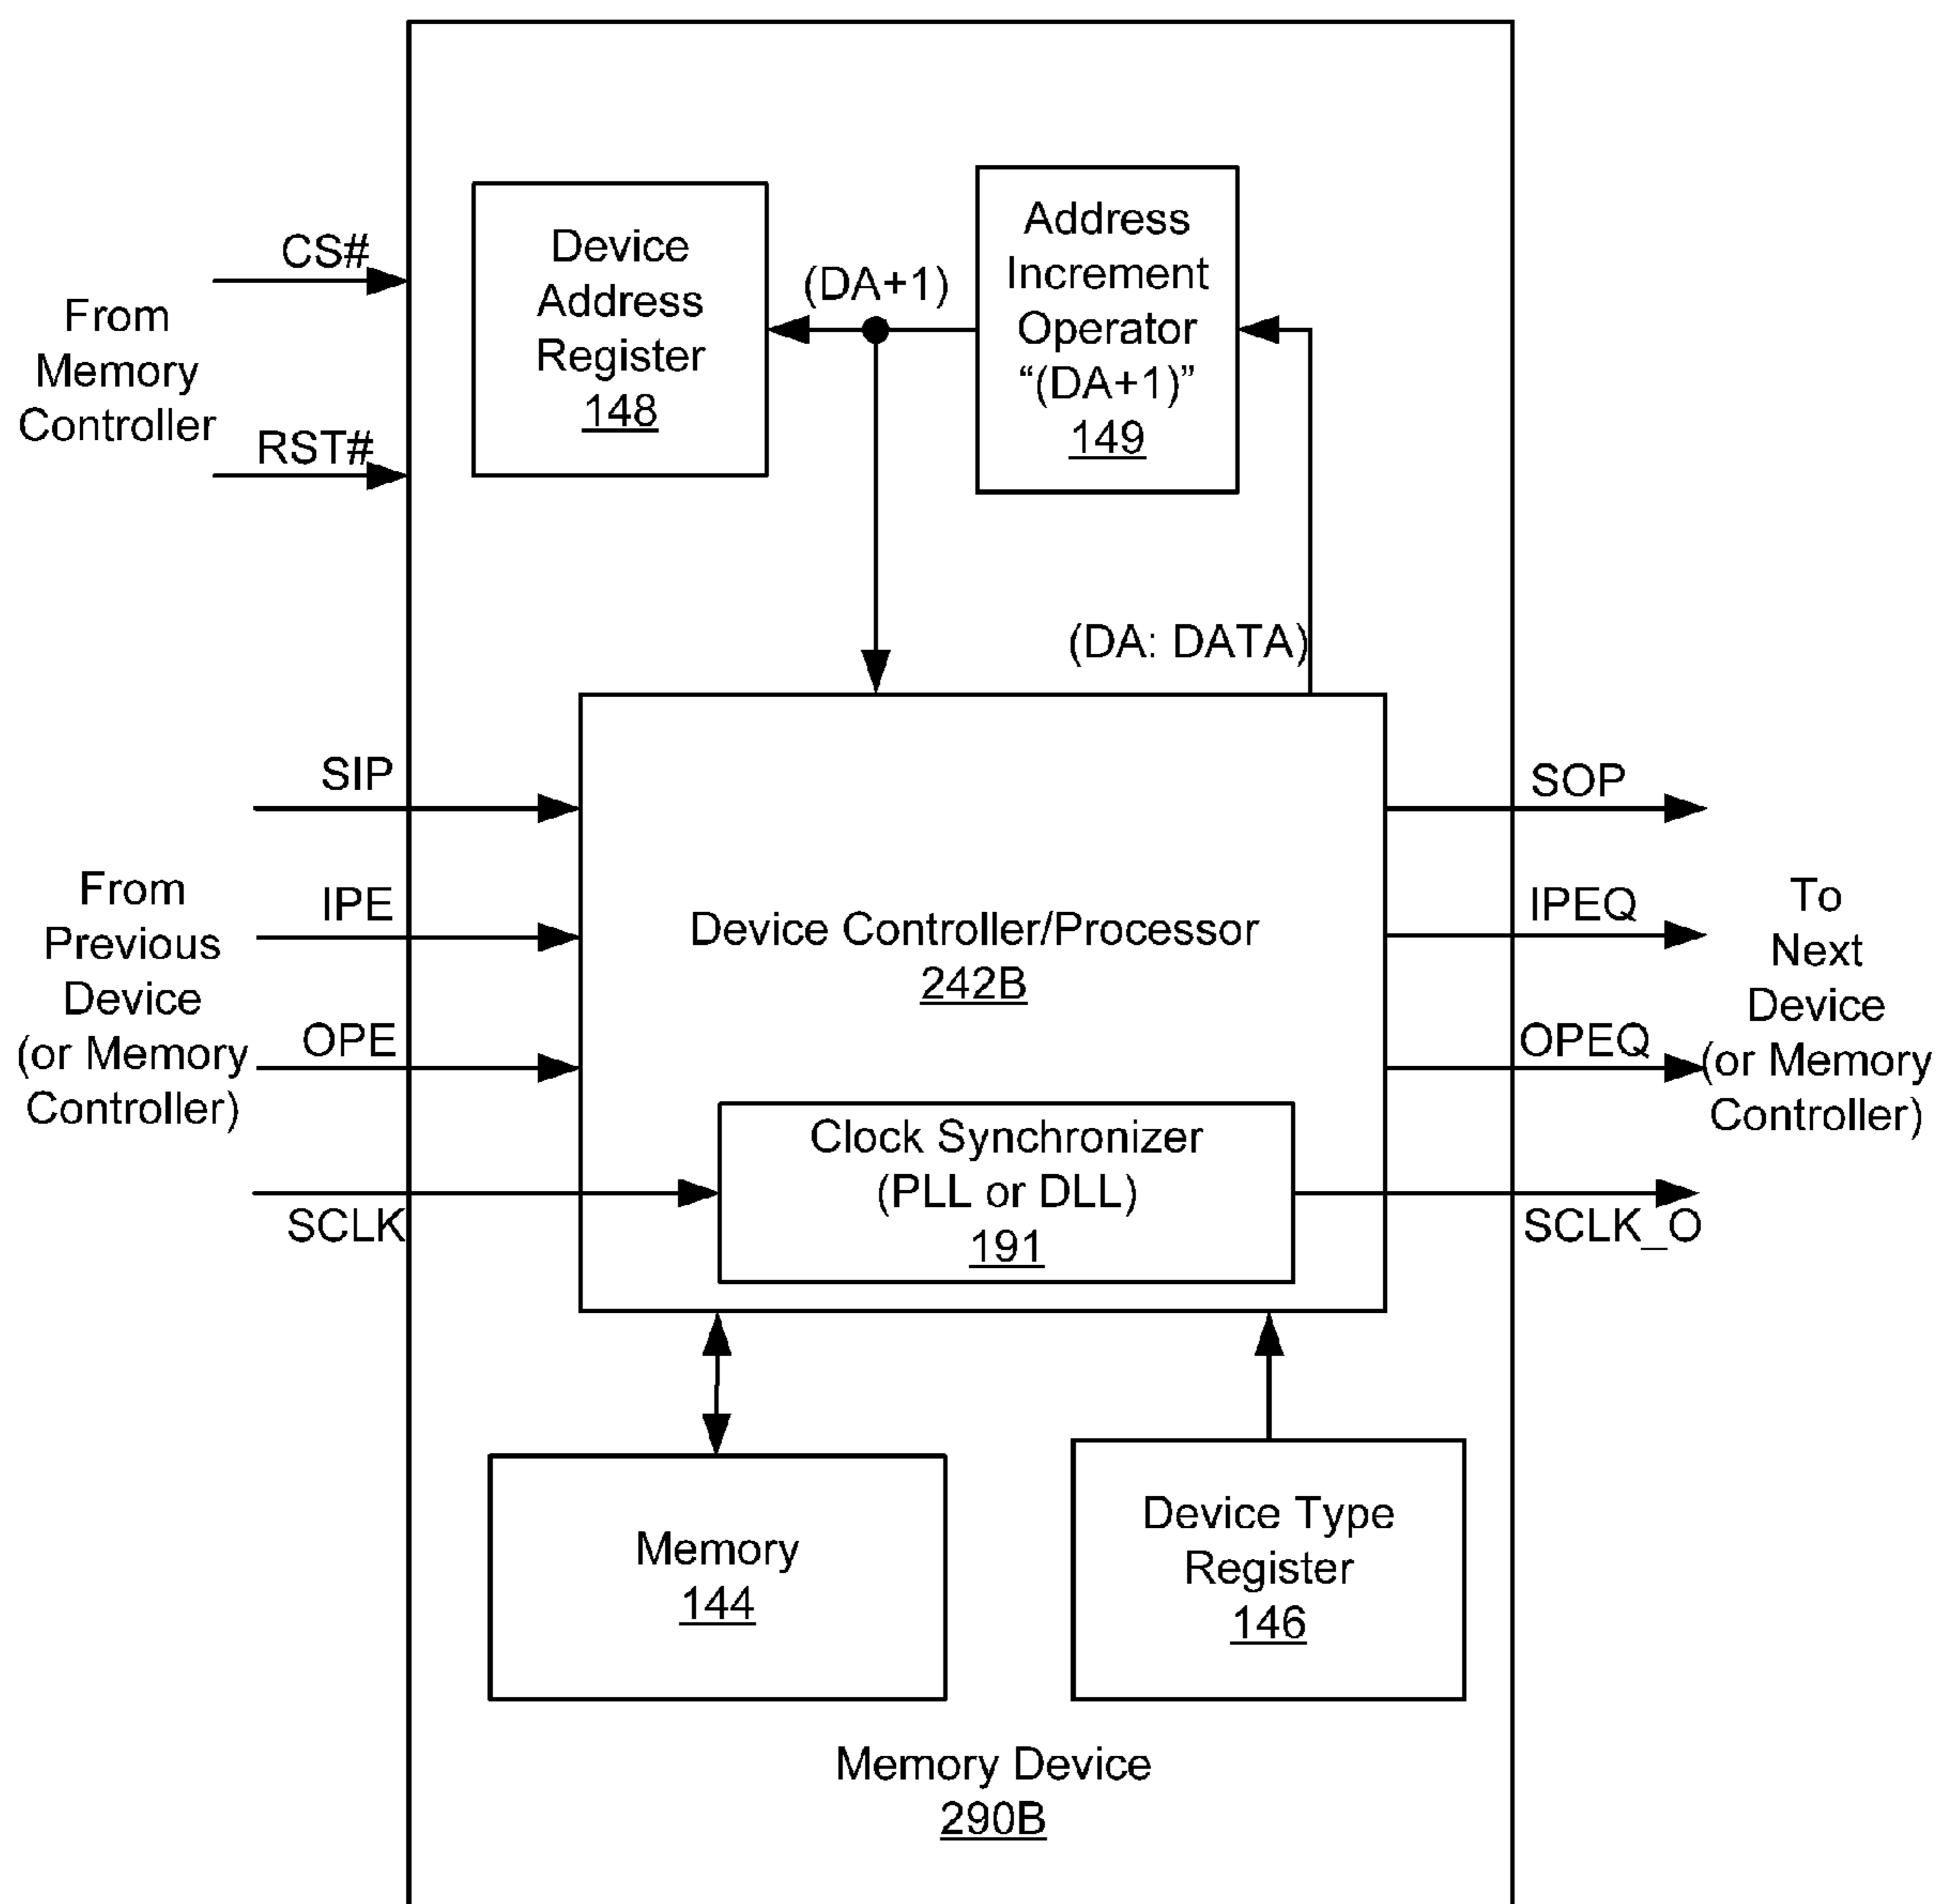 CS#
From
Memory
Controller
RST#
Device
Address
Register
148
(DA+1)
Address
Increment
Operator
“(DA+1)”
149
(DA: DATA)
SIP
From
Previous
Device
(or Memory
Controller)
IPE
OPE
SCLK
Device Controller/Processor
242B
Clock Synchronizer
(PLL or DLL)
191
SOP
IPEQ
OPEQ
SCLK_O
To
Next
Device
(or Memory
Controller)
Memory
144
Device Type
Register
146
Memory Device
290B